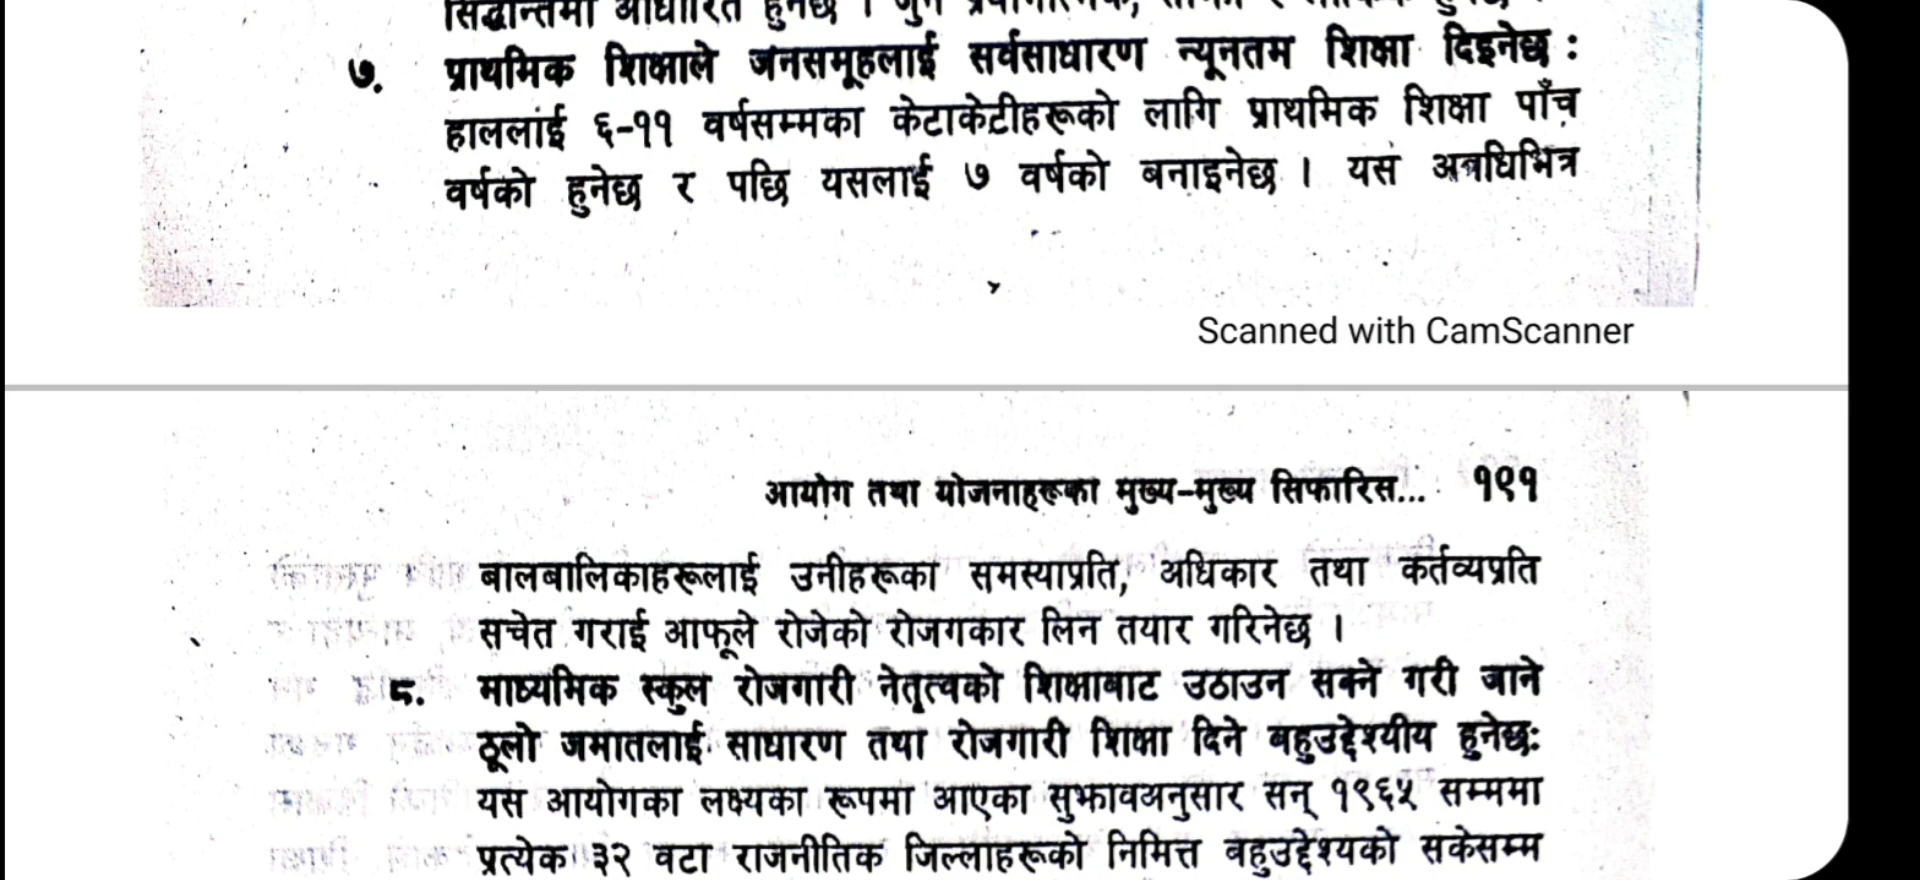 सिद्धान्तमा आधारित हुनेछ । जुन
७. प्राथमिक शिक्षाले जनसमूहलाई सर्वसाधारण न्यूनतम शिक्षा दिइनेछ :
हाललाई ६-११ वर्षसम्मका केटाकेटीहरूको लागि प्राथमिक शिक्षा पाँच
वर्षको हुनेछ र पछि यसलाई ७ वर्षको बनाइनेछ । यस अवधिभित्र
Scanned with CamScanner
आयोग तथा योजनाहरूका मुख्य-मुख्य सिफारिस... १९१
बालबालिकाहरूलाई उनीहरूका समस्याप्रति, अधिकार तथा कर्तव्यप्रति
सचेत गराई आफूले रोजेको रोजगकार लिन तयार गरिनेछ ।
८. माध्यमिक स्कुल रोजगारी नेतृत्वको शिक्षाबाट उठाउन सक्ने गरी जाने
ठूलो जमातलाई साधारण तथा रोजगारी शिक्षा दिने बहुउद्देश्यीय हुनेछ:
यस आयोगका लक्ष्यका रूपमा आएका सुझावअनुसार सन् १९६५ सम्ममा
प्रत्येक ३२ वटा राजनीतिक जिल्लाहरूको निमित्त बहुउद्देश्यको सकेसम्म